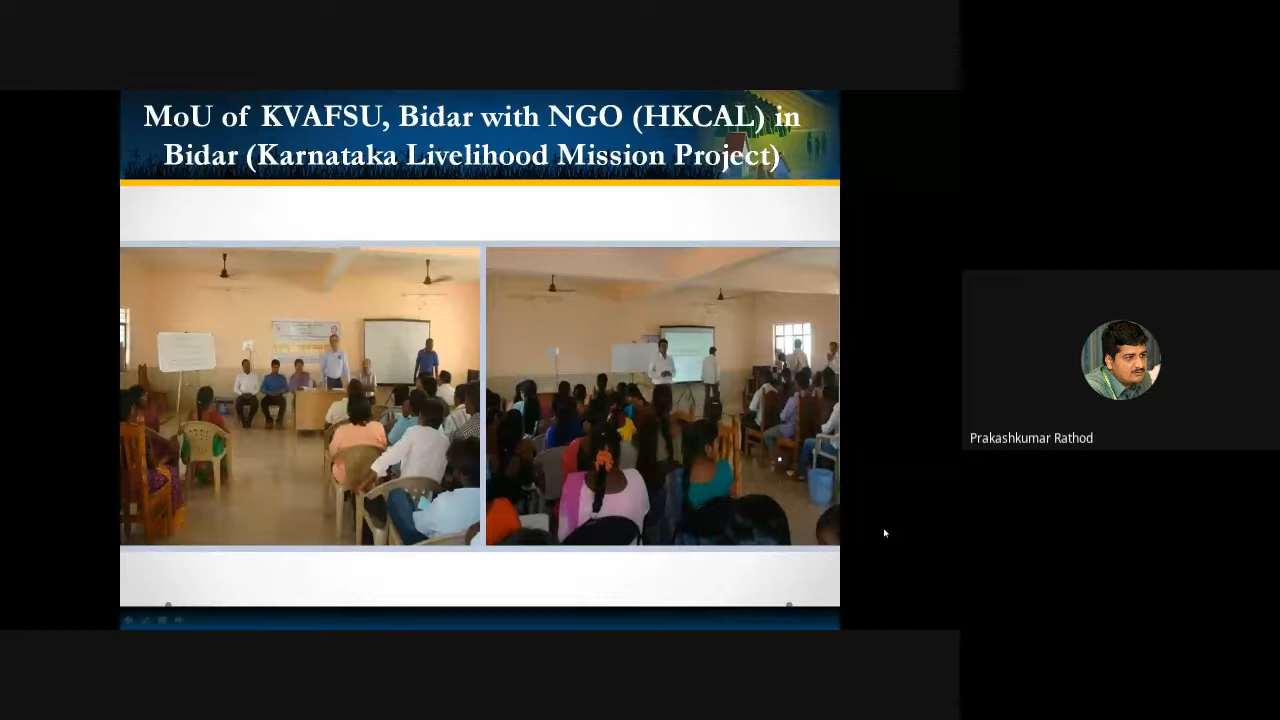 MoU of KVAFSU, Bidar with NGO (HKCAL) in
Bidar (Karnataka Livelihood Mission Project)
Prakashkumar Rathod